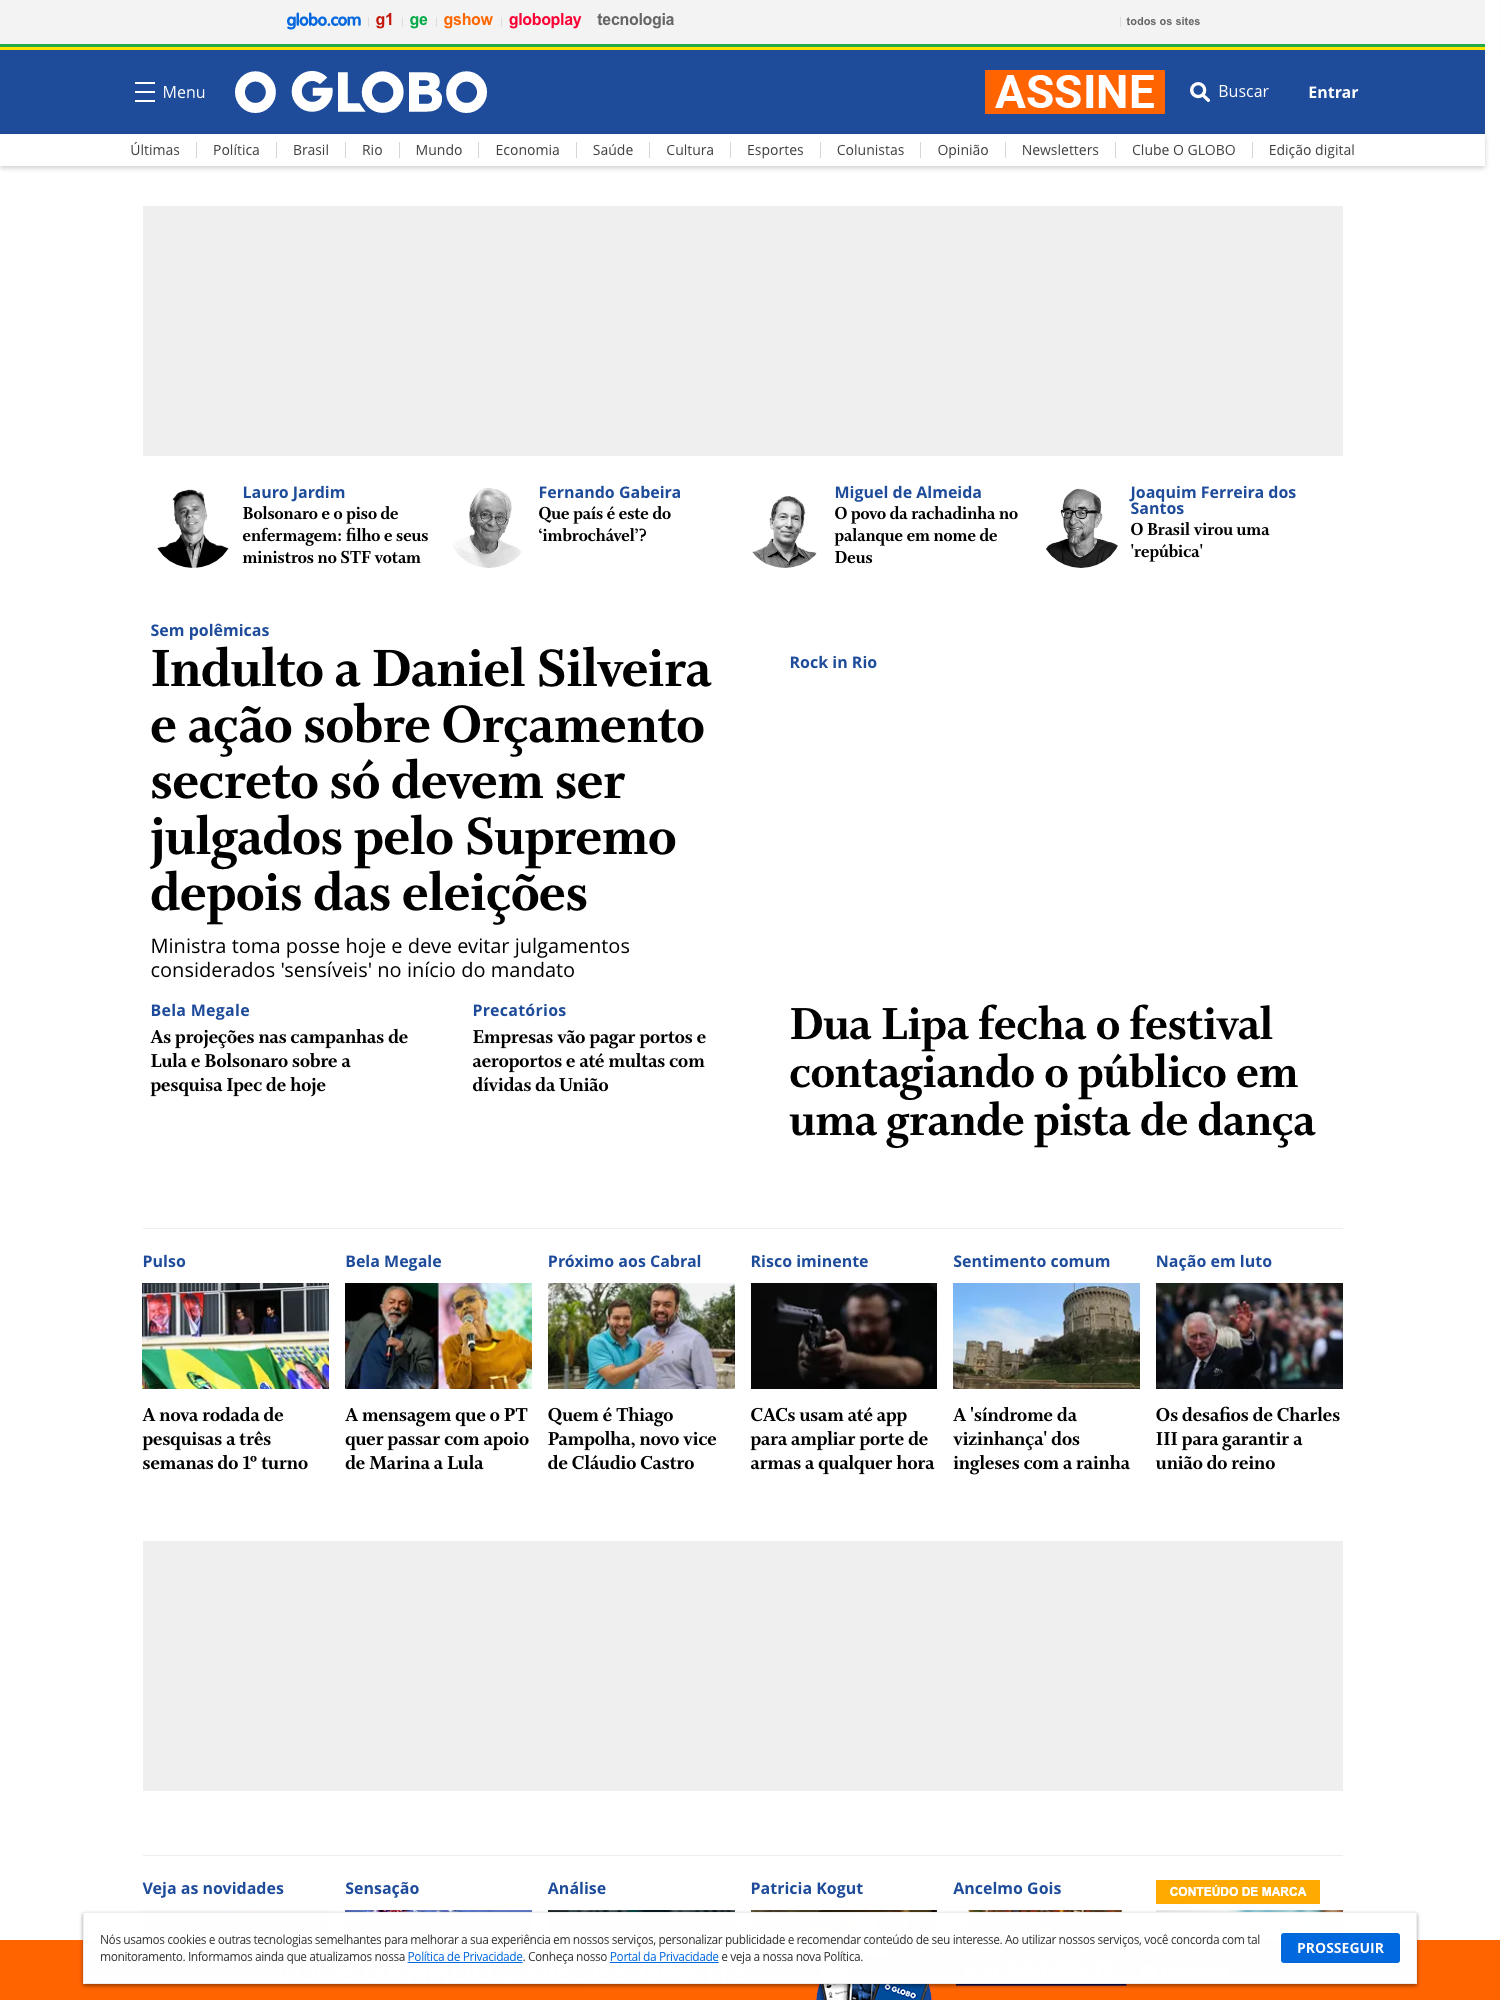 globo.com g1 ge gshow globoplay tecnologia todos os sites
Menu O GLOBO ASSINE Buscar Entrar
Últimas Política Brasil Rio Mundo Economia Saúde Cultura Esportes Colunistas Opinião Newsletters Clube O GLOBO Edição digital
Lauro Jardim
Bolsonaro e o piso de
enfermagem: filho e seus
ministros no STF votam
Fernando Gabeira
Que país é este do
‘imbrochável’?
Miguel de Almeida
O povo da rachadinha no
palanque em nome de
Deus
Joaquim Ferreira dos
Santos
O Brasil virou uma
'repúbica'
Sem polêmicas
Indulto a Daniel Silveira
e ação sobre Orçamento
secreto só devem ser
julgados pelo Supremo
depois das eleições
Ministra toma posse hoje e deve evitar julgamentos
considerados 'sensíveis' no início do mandato
Bela Megale
As projeções nas campanhas de
Lula e Bolsonaro sobre a
pesquisa Ipec de hoje
Precatórios
Empresas vão pagar portos e
aeroportos e até multas com
dívidas da União
Rock in Rio
Dua Lipa fecha o festival
contagiando o público em
uma grande pista de dança
Pulso
A nova rodada de
pesquisas a três
semanas do 1º turno
Bela Megale
A mensagem que o PT
quer passar com apoio
de Marina a Lula
Próximo aos Cabral
Quem é Thiago
Pampolha, novo vice
de Cláudio Castro
Risco iminente
CACs usam até app
para ampliar porte de
armas a qualquer hora
Sentimento comum
A 'síndrome da
vizinhança' dos
ingleses com a rainha
Nação em luto
Os desafios de Charles
III para garantir a
união do reino
Veja as novidades
Sensação
Análise
Patricia Kogut
Ancelmo Gois
CONTEÚDO DE MARCA
Nós usamos cookies e outras tecnologias semelhantes para melhorar a sua experiência em nossos serviços, personalizar publicidade e recomendar conteúdo de seu interesse. Ao utilizar nossos serviços, você concorda com tal
monitoramento. Informamos ainda que atualizamos nossa Política de Privacidade. Conheça nosso Portal da Privacidade e veja a nossa nova Política.
PROSSEGUIR
O GLOBO